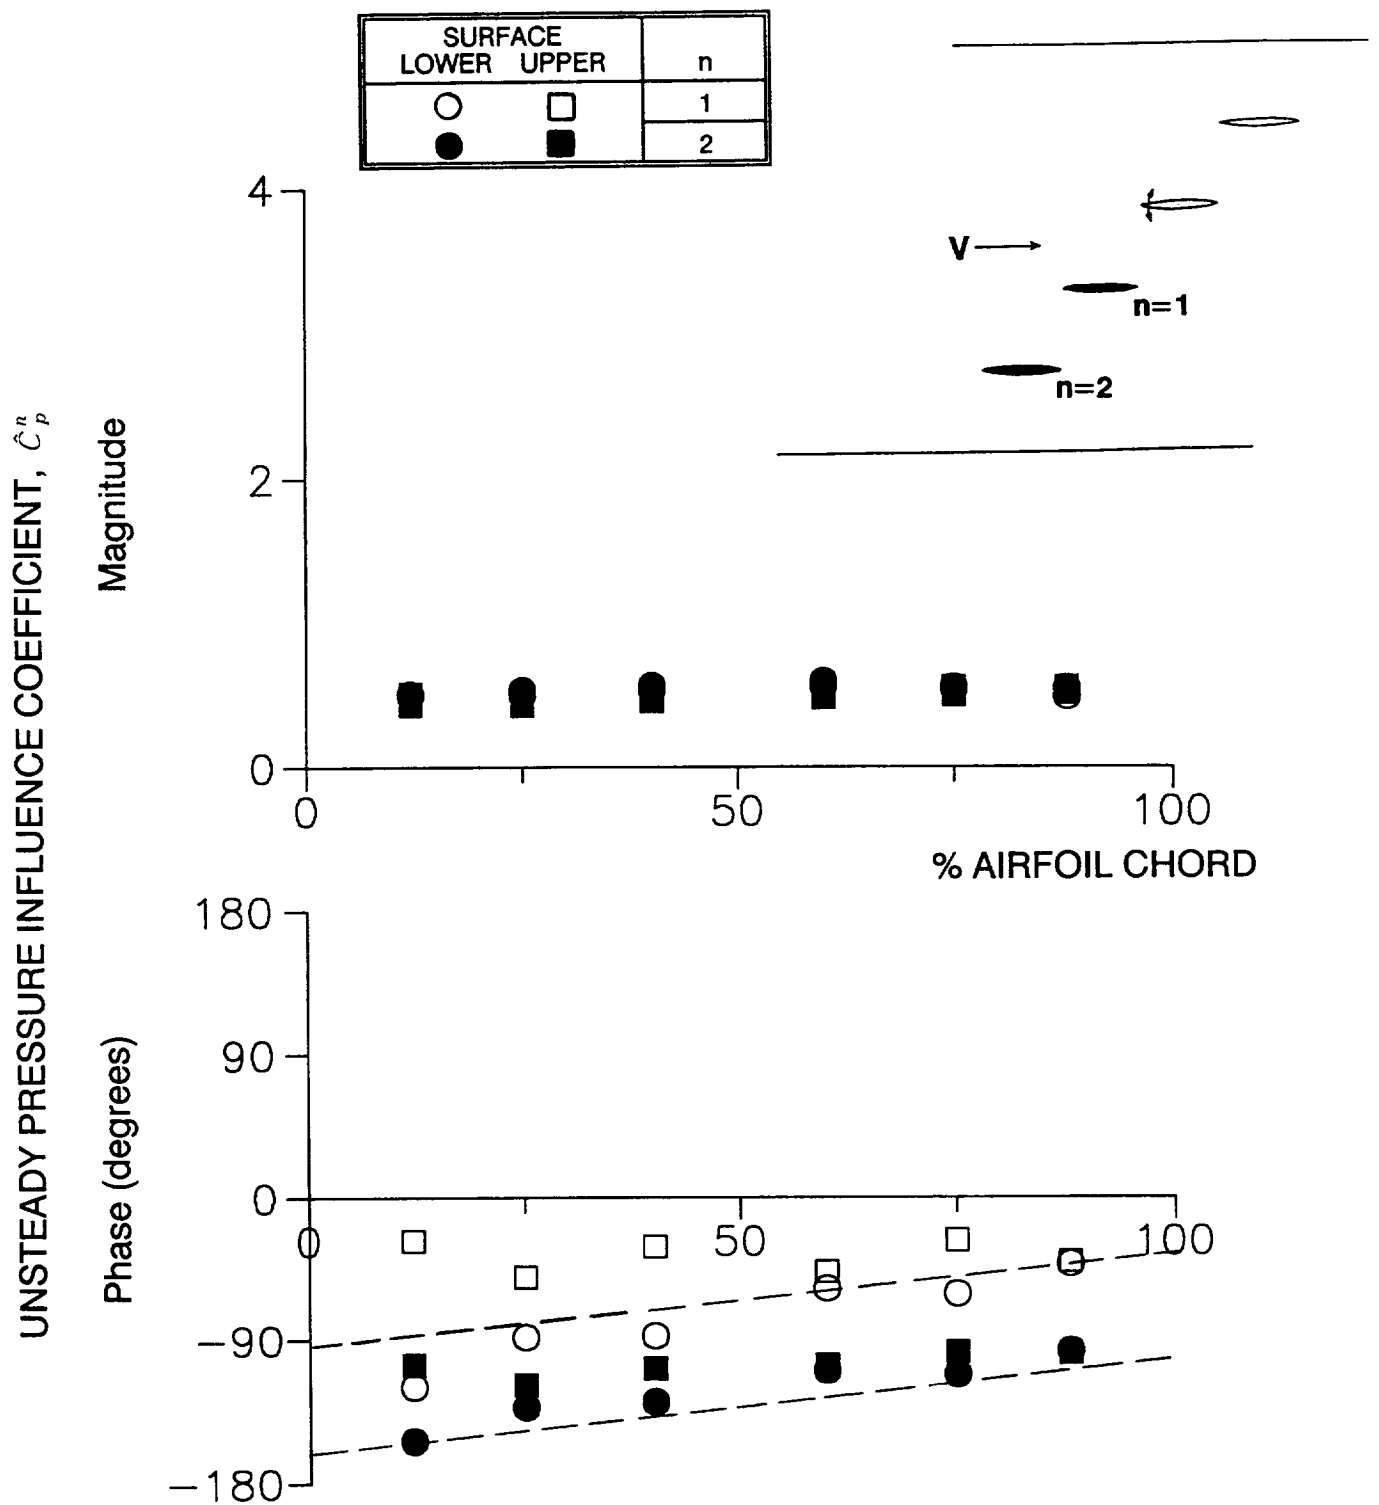 SURFACE
LOWER UPPER n
1
2
4
2
0
0 50 100
% AIRFOIL CHORD
V
n=1
n=2
UNSTEADY PRESSURE INFLUENCE COEFFICIENT, Ĉₚⁿ
Magnitude
Phase (degrees)
180
90
0
0 50 100
−90
−180